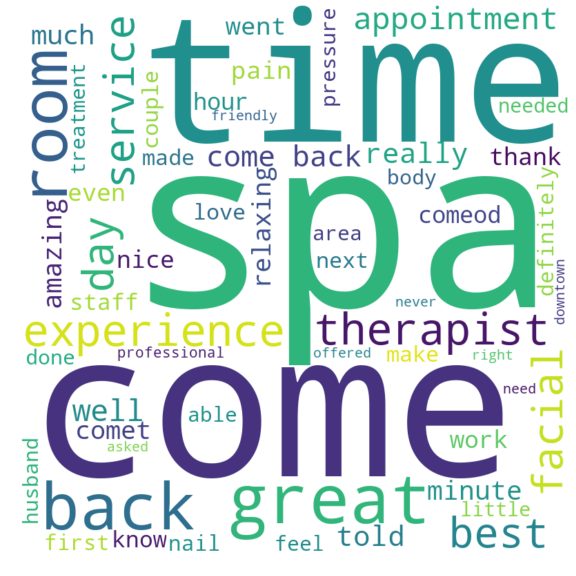 much
went
appointment
time
room
service
couple
treatment
pain
hour
friendly
pressure
needed
made
come back
really
thank
even
amazing
day
nice
love
relaxing
body
area
next
comeod
definitely
downtown
spa
staff
never
experience
therapist
done
professional
offered
make
right
come
need
well
comet
asked
able
work
facial
husband
back
great
minute
little
first
know
nail
feel
told
best